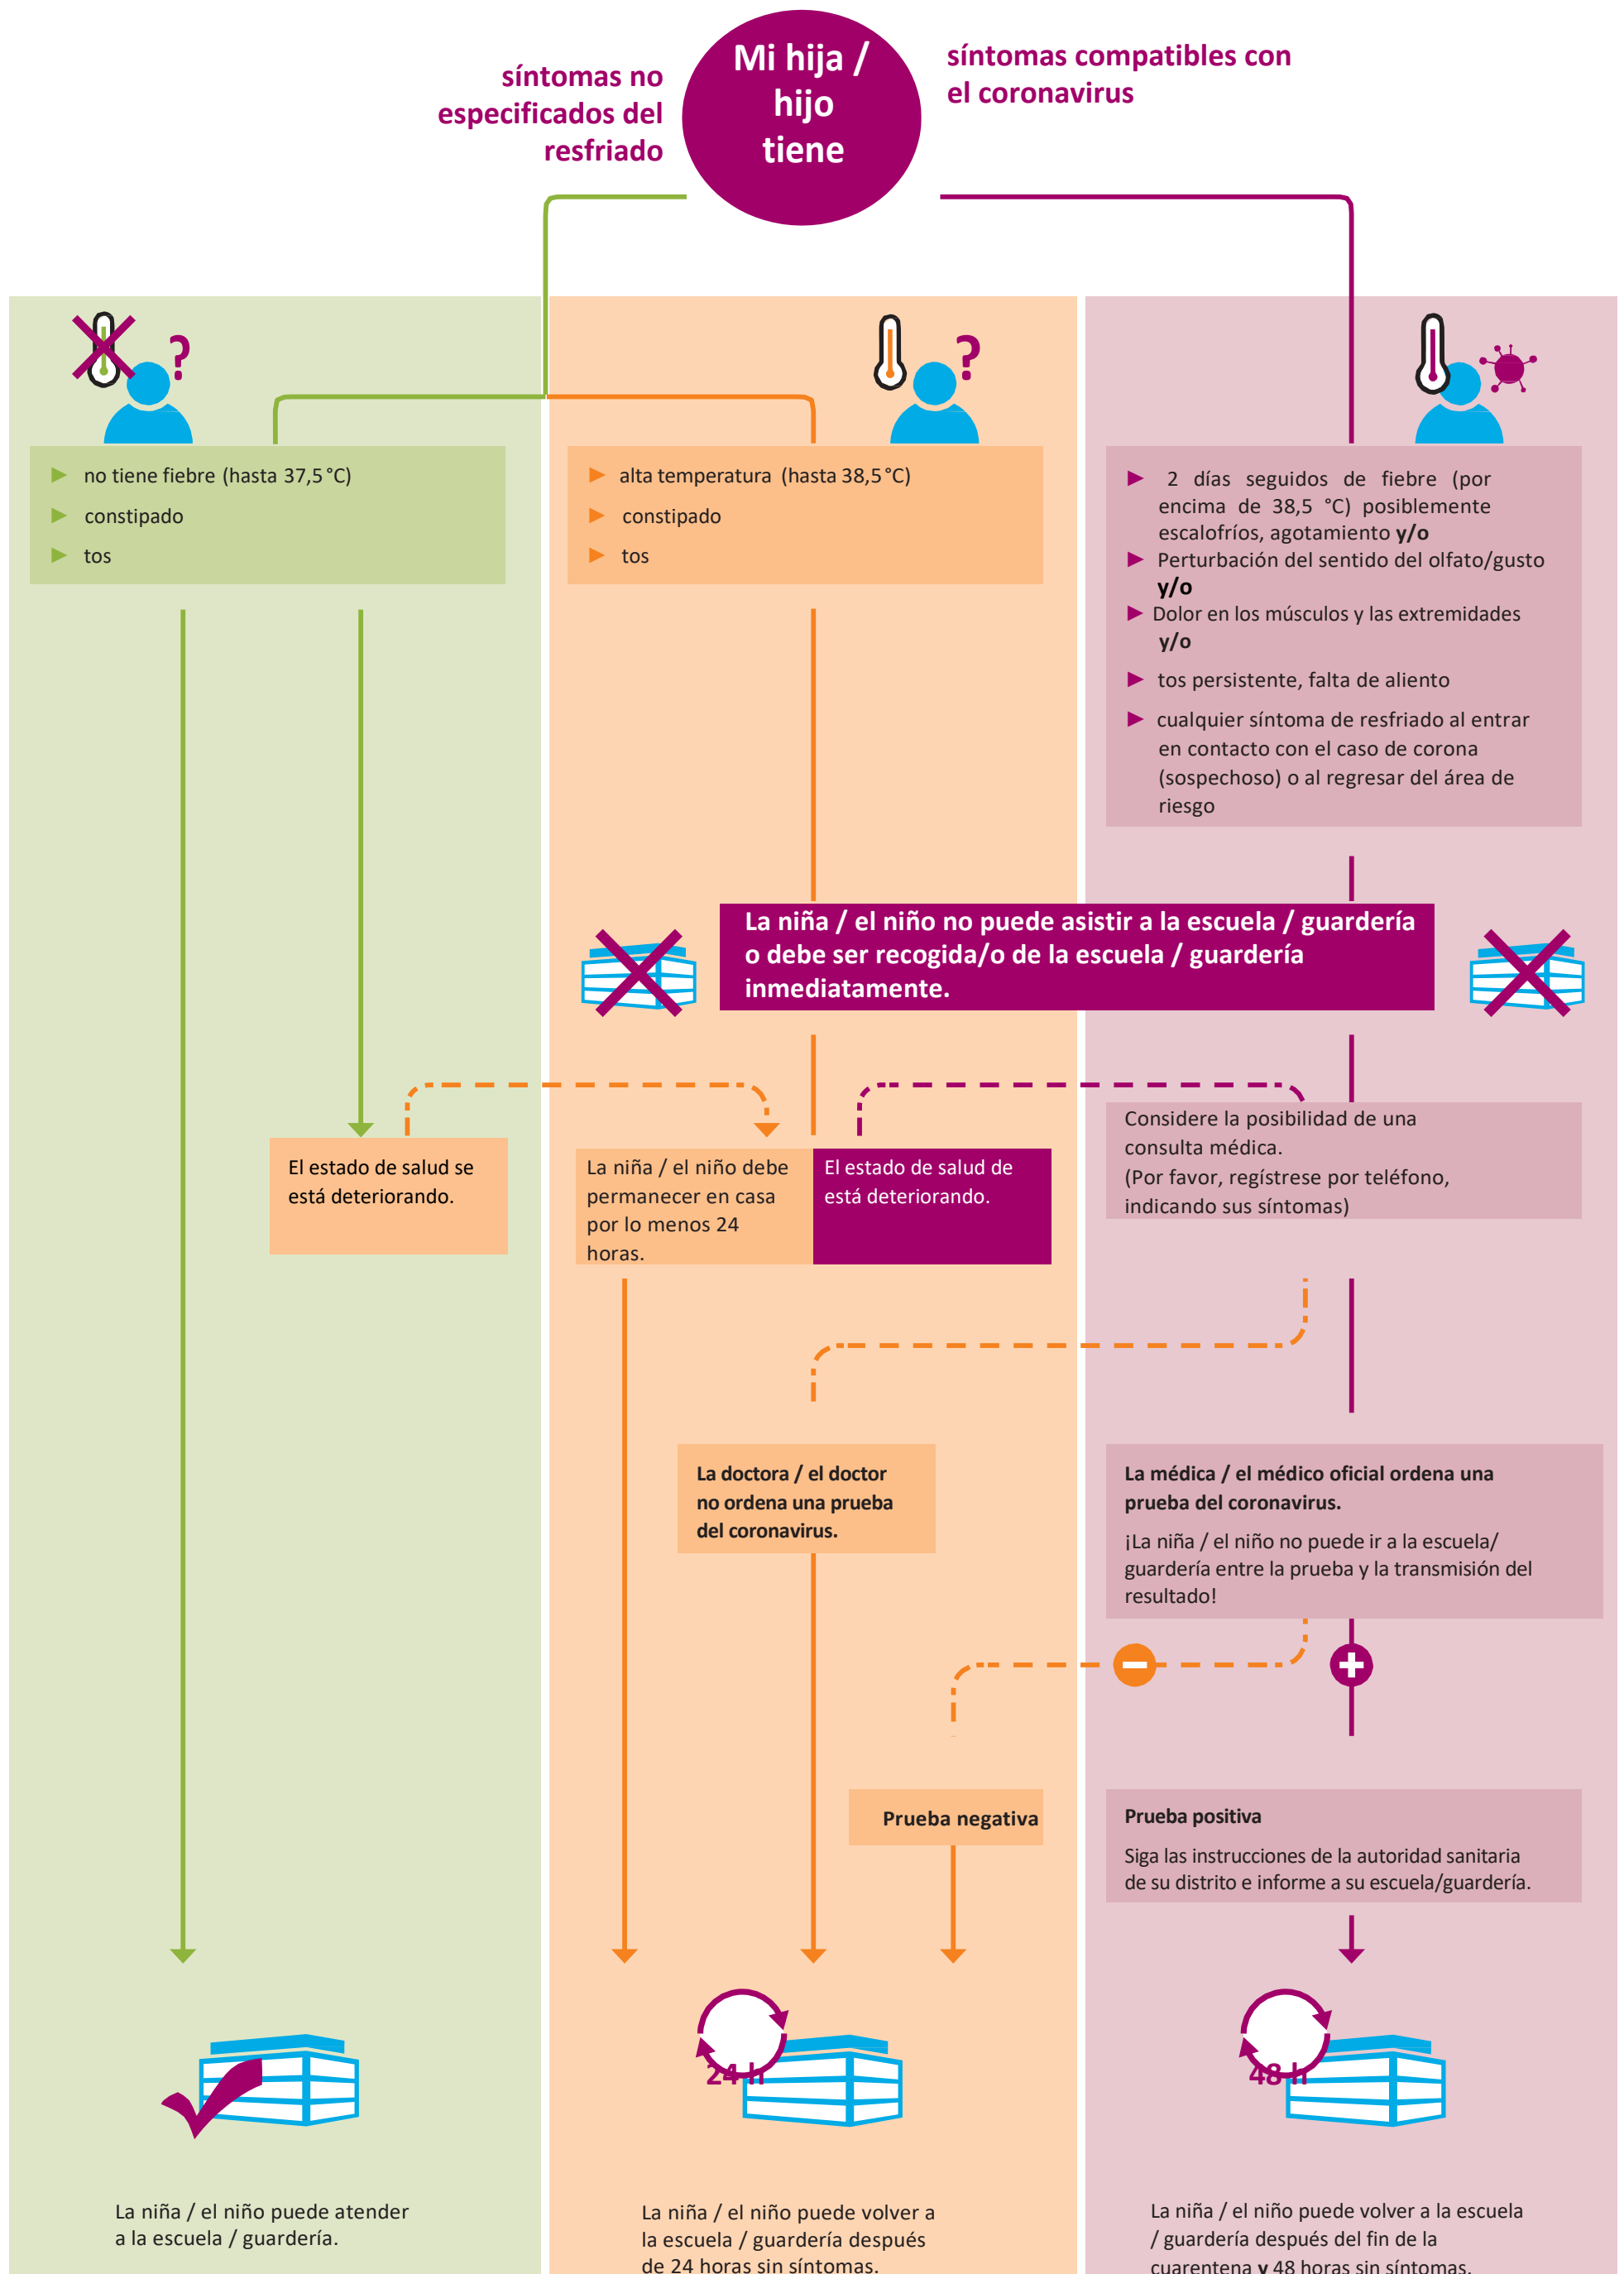 Mi hija /
hijo
tiene
síntomas no
especificados del
resfriado
síntomas compatibles con
el coronavirus
?
?
► no tiene fiebre (hasta 37,5 °C)
► constipado
► tos
► alta temperatura (hasta 38,5 °C)
► constipado
► tos
► 2 días seguidos de fiebre (por
encima de 38,5 °C) posiblemente
escalofríos, agotamiento y/o
► Perturbación del sentido del olfato/gusto
y/o
► Dolor en los músculos y las extremidades
y/o
► tos persistente, falta de aliento
► cualquier síntoma de resfriado al entrar
en contacto con el caso de corona
(sospechoso) o al regresar del área de
riesgo
La niña / el niño no puede asistir a la escuela / guardería
o debe ser recogida/o de la escuela / guardería
inmediatamente.
El estado de salud se
está deteriorando.
La niña / el niño debe
permanecer en casa
por lo menos 24
horas.
El estado de salud de
está deteriorando.
Considere la posibilidad de una
consulta médica.
(Por favor, regístrese por teléfono,
indicando sus síntomas)
La doctora / el doctor
no ordena una prueba
del coronavirus.
La médica / el médico oficial ordena una
prueba del coronavirus.
¡La niña / el niño no puede ir a la escuela/
guardería entre la prueba y la transmisión del
resultado!
Prueba negativa
Prueba positiva
Siga las instrucciones de la autoridad sanitaria
de su distrito e informe a su escuela/guardería.
24 h
48 h
La niña / el niño puede atender
a la escuela / guardería.
La niña / el niño puede volver a
la escuela / guardería después
de 24 horas sin síntomas.
La niña / el niño puede volver a la escuela
/ guardería después del fin de la
cuarentena y 48 horas sin síntomas.